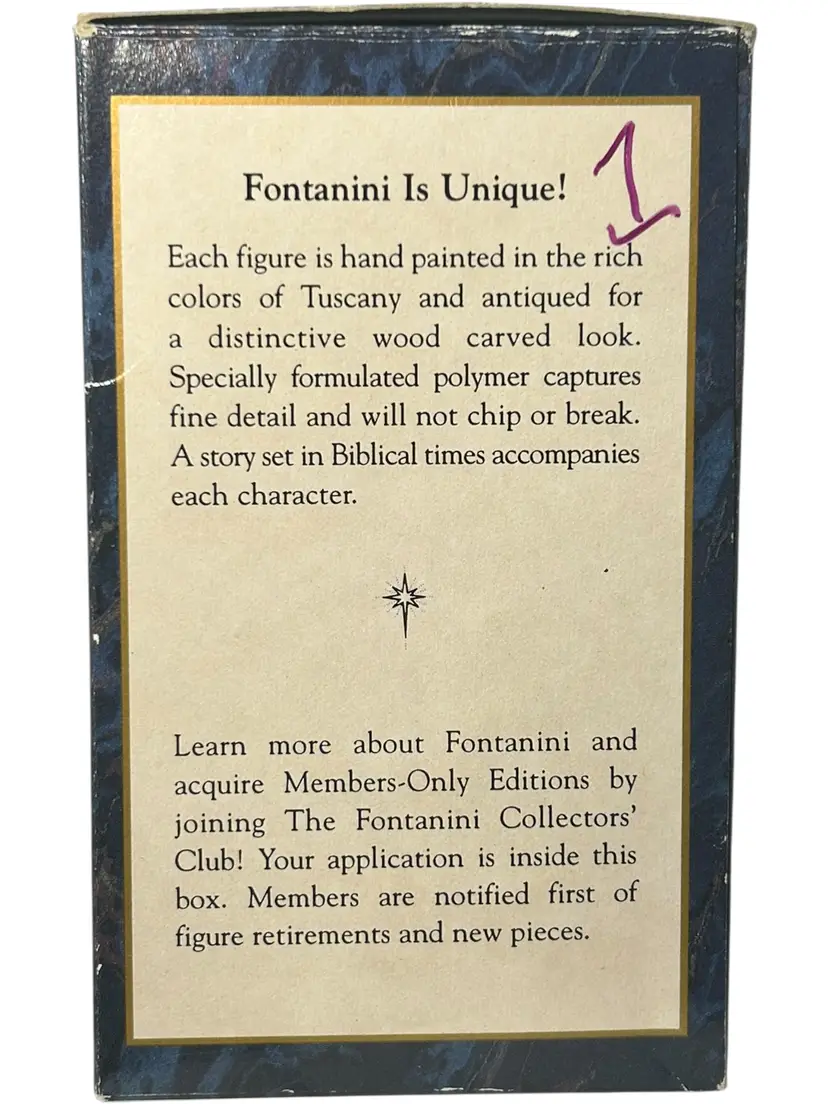 Fontanini Is Unique!
1
Each figure is hand painted in the rich
colors of Tuscany and antiqued for
a distinctive wood carved look.
Specially formulated polymer captures
fine detail and will not chip or break.
A story set in Biblical times accompanies
each character.
Learn more about Fontanini and
acquire Members-Only Editions by
joining The Fontanini Collectors'
Club! Your application is inside this
box. Members are notified first of
figure retirements and new pieces.